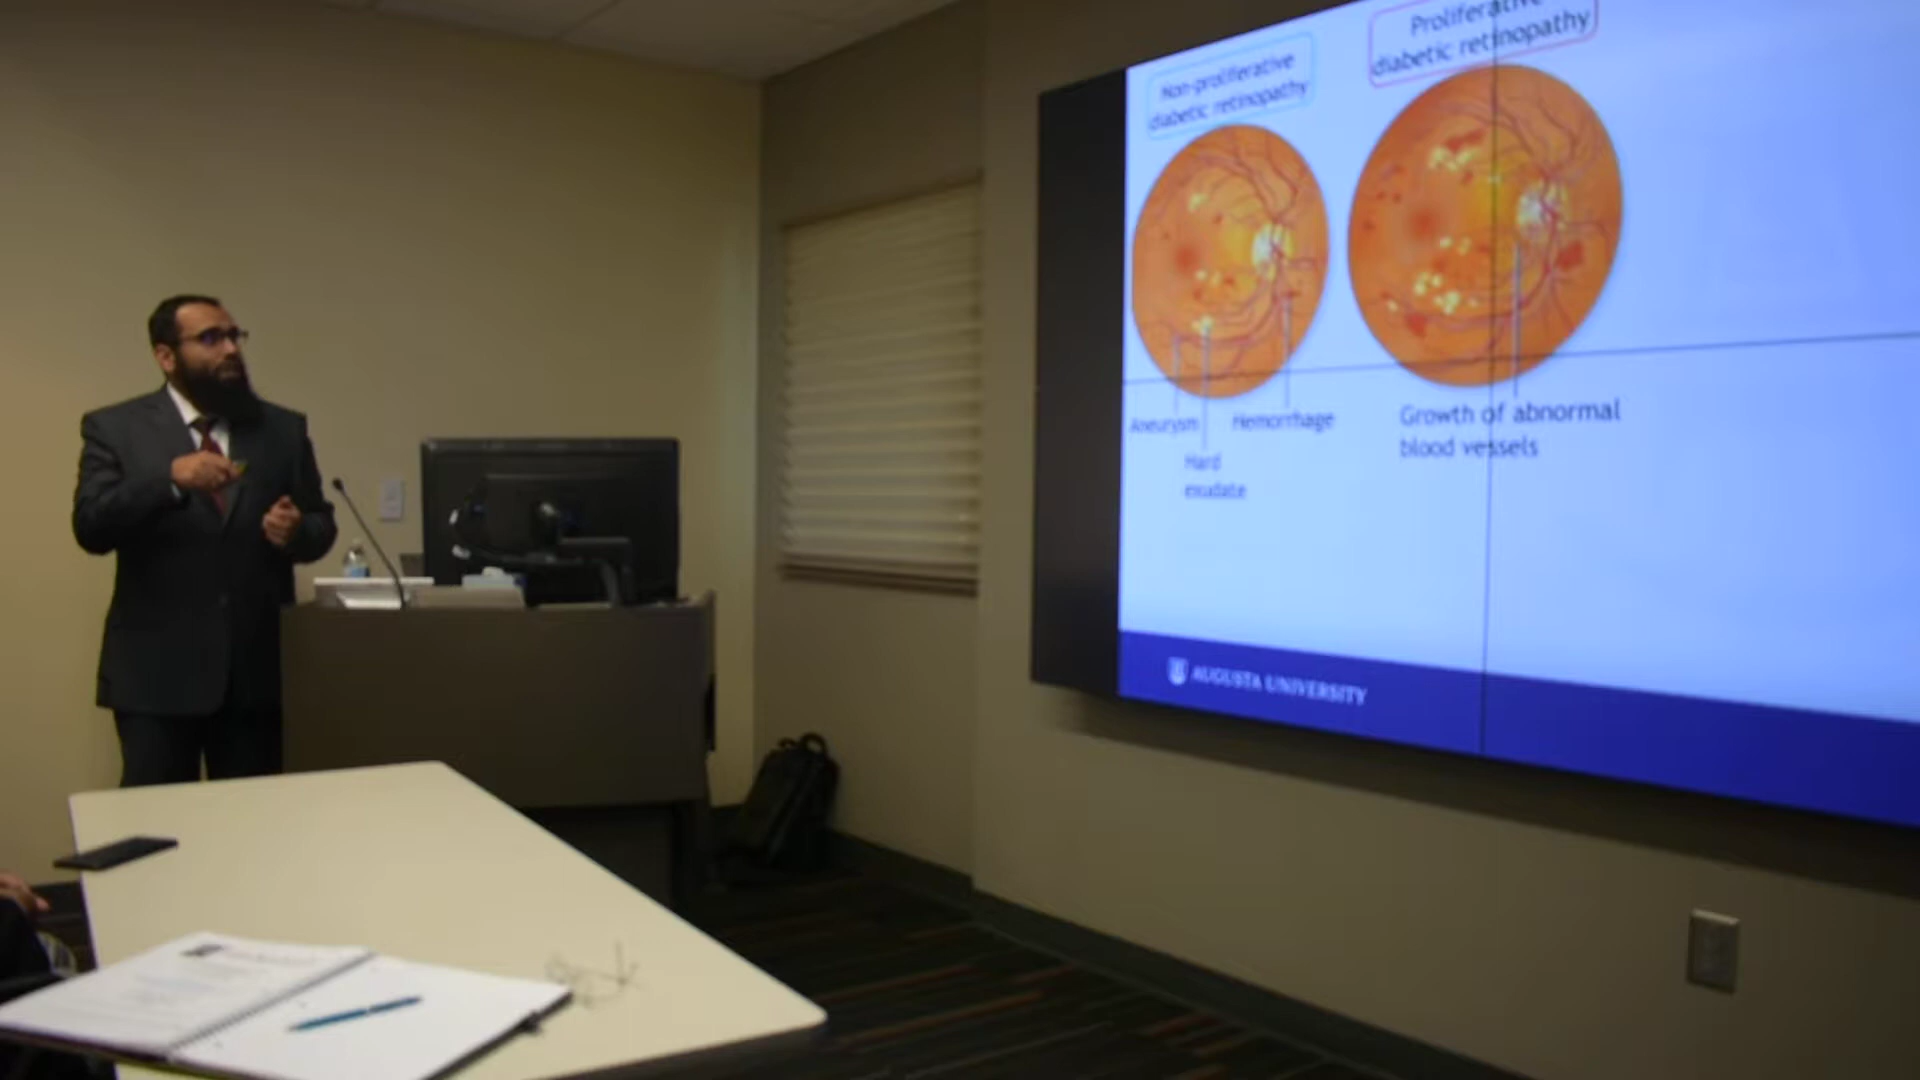 Non-proliferative
diabetic retinopathy
Proliferative
diabetic retinopathy
Aneurysm
Hemorrhage
Hard
exudate
Growth of abnormal
blood vessels
AUGUSTA UNIVERSITY